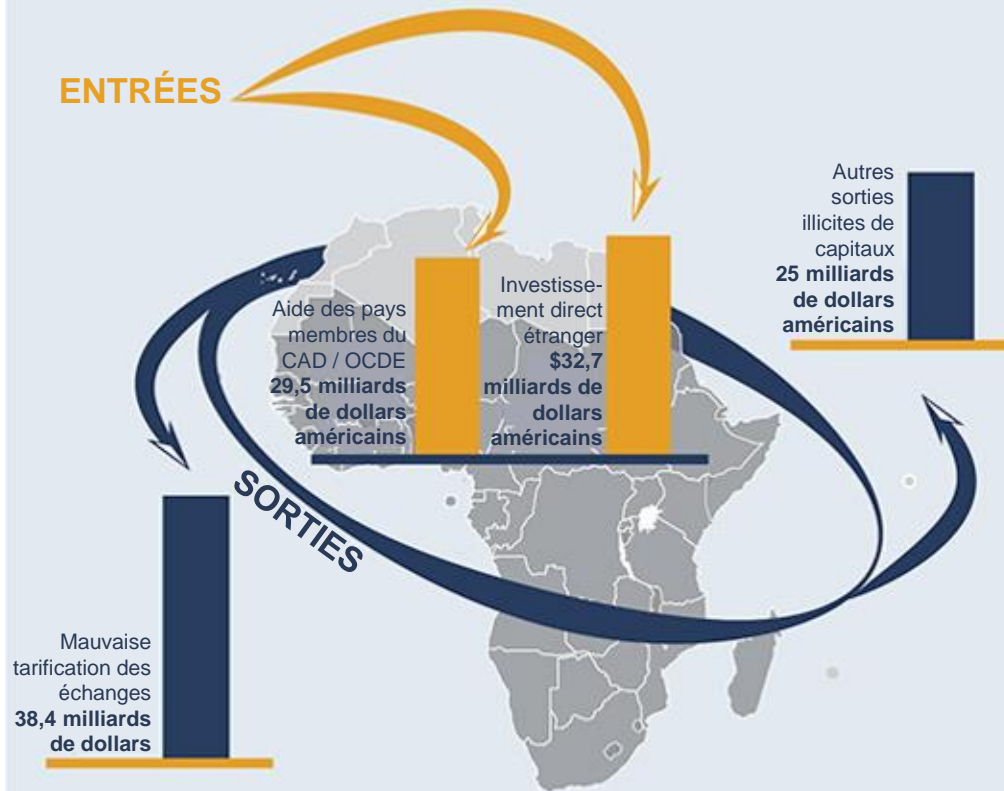 ENTRÉES
Autres
sorties
illicites de
capitaux
25 milliards
de dollars
américains
Aide des pays
membres du
CAD / OCDE
29,5 milliards
de dollars
américains
Investisse-
ment direct
étranger
$32,7
milliards de
dollars
américains
SORTIES
Mauvaise
tarification des
échanges
38,4 milliards
de dollars